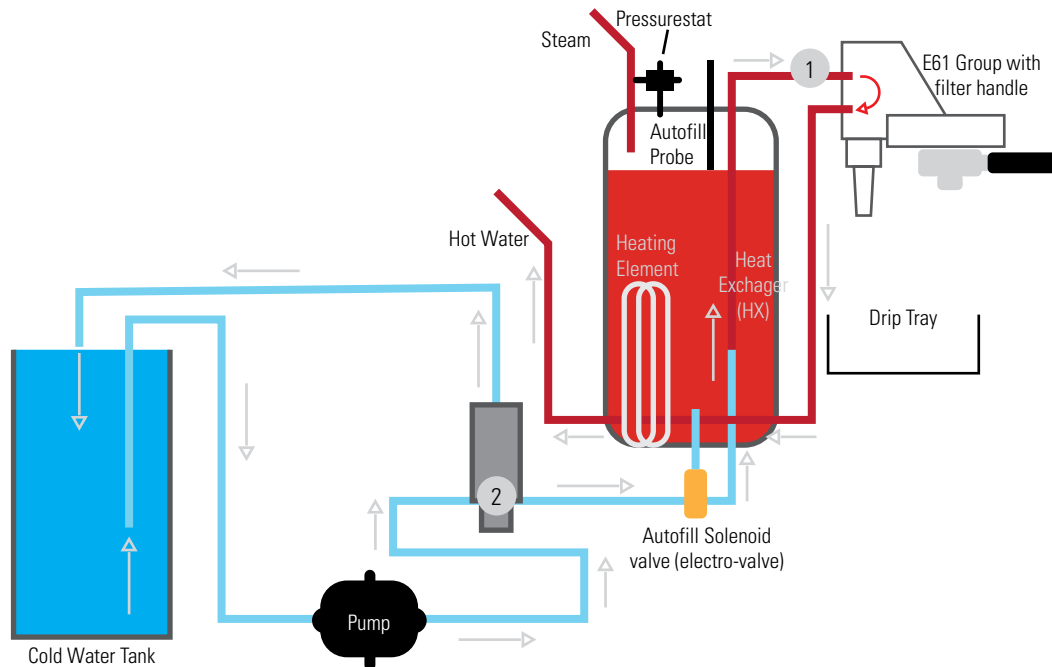 Pressurestat
Steam
1
E61 Group with
filter handle
Autofill
Probe
Hot Water
Heating
Element
Heat
Exchager
(HX)
Drip Tray
2
Autofill Solenoid
valve (electro-valve)
Pump
Cold Water Tank